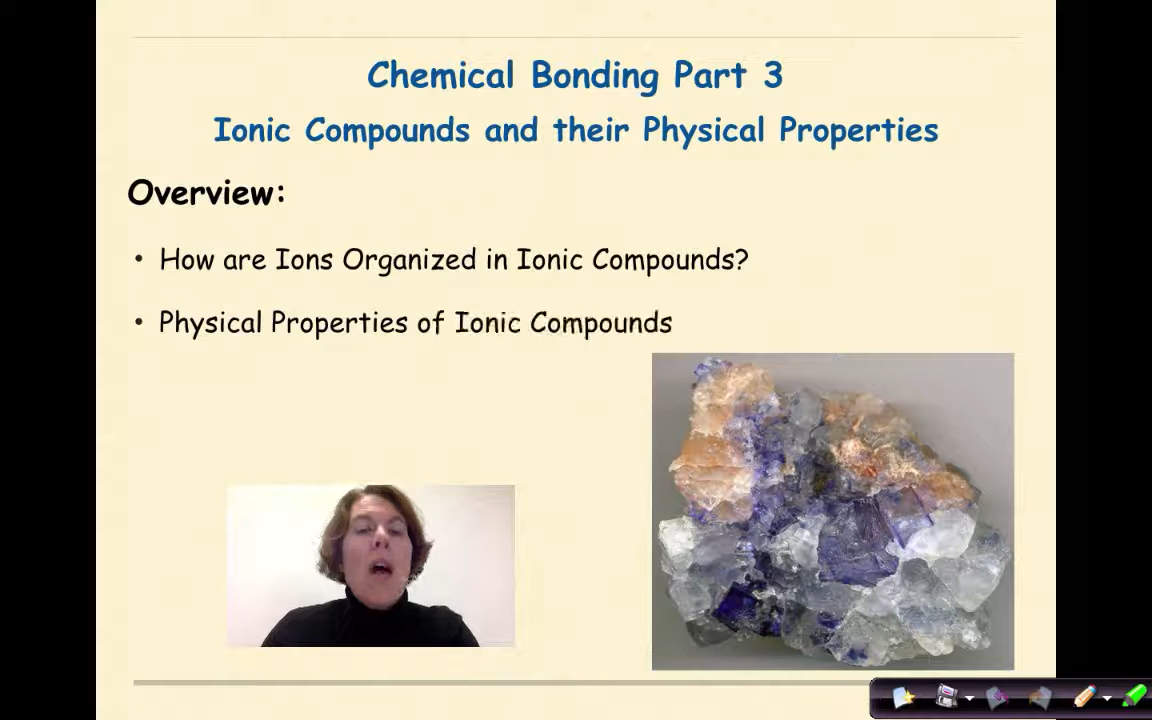 Chemical Bonding Part 3
Ionic Compounds and their Physical Properties
Overview:
• How are Ions Organized in Ionic Compounds?
• Physical Properties of Ionic Compounds